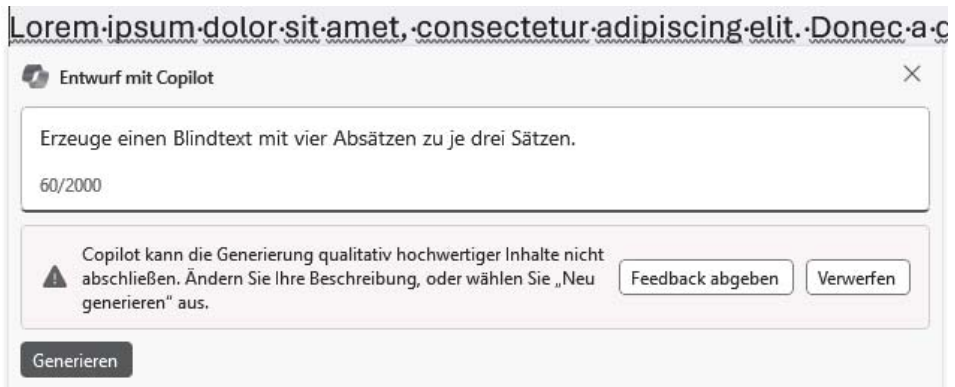 Lorem·ipsum·dolor·sit·amet,·consectetur·adipiscing·elit.·Donec·a·
Entwurf mit Copilot
Erzeuge einen Blindtext mit vier Absätzen zu je drei Sätzen.
60/2000
Copilot kann die Generierung qualitativ hochwertiger Inhalte nicht
abschließen. Ändern Sie Ihre Beschreibung, oder wählen Sie „Neu
generieren“ aus.
Feedback abgeben
Verwerfen
Generieren